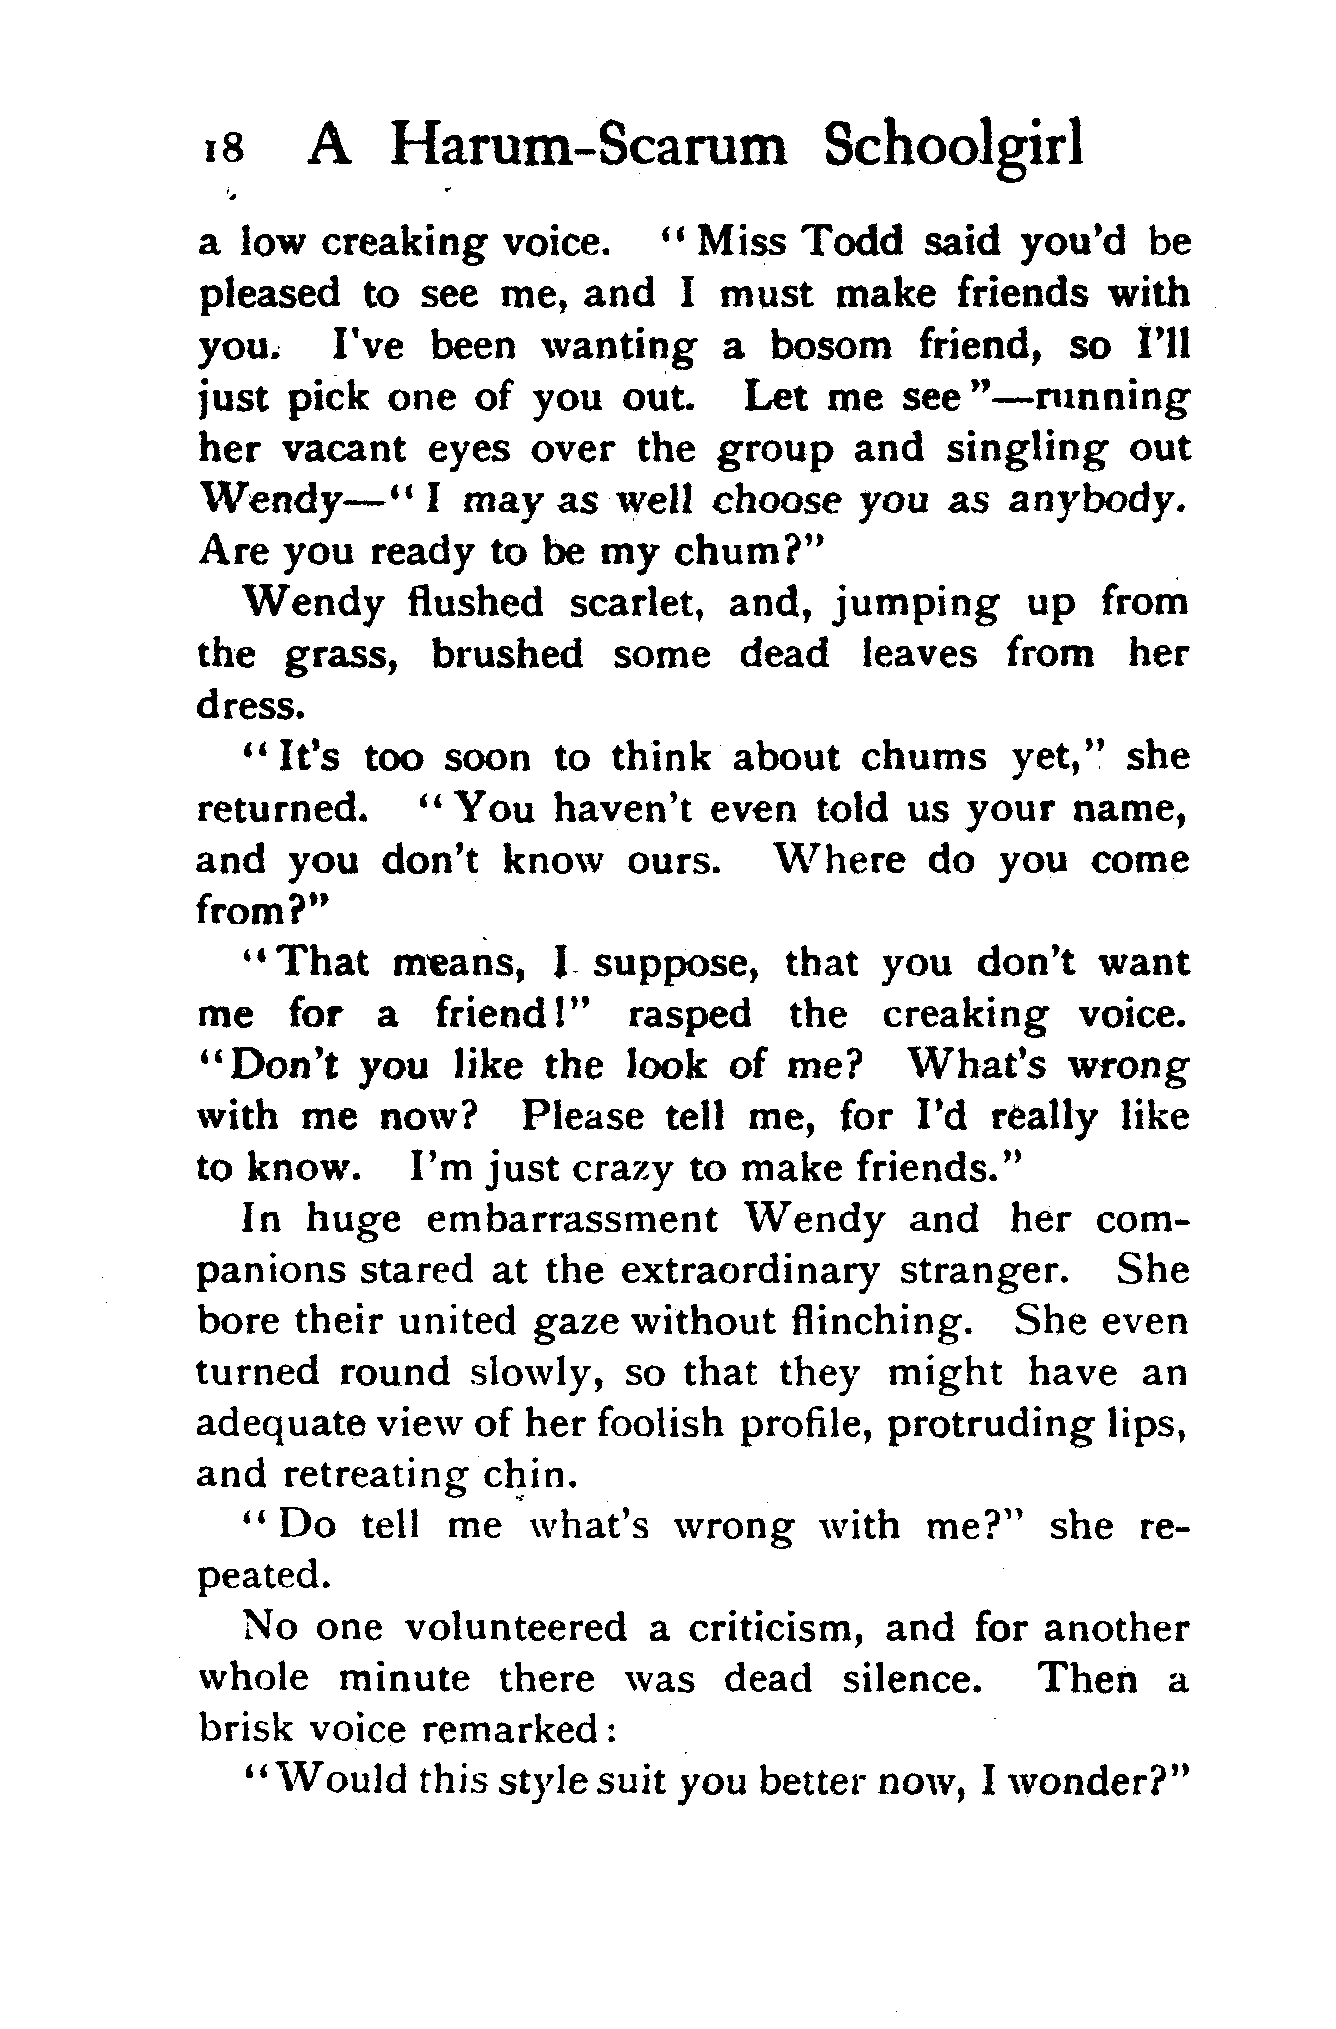 18 A Harum-Scarum Schoolgirl
a low creaking voice. “Miss Todd said you’d be
pleased to see me, and I must make friends with
you. I’ve been wanting a bosom friend, so I’ll
just pick one of you out. Let me see”—running
her vacant eyes over the group and singling out
Wendy—“I may as well choose you as anybody.
Are you ready to be my chum?”
Wendy flushed scarlet, and, jumping up from
the grass, brushed some dead leaves from her
dress.
“It’s too soon to think about chums yet,” she
returned. “You haven’t even told us your name,
and you don’t know ours. Where do you come
from?”
“That means, I suppose, that you don’t want
me for a friend!” rasped the creaking voice.
“Don’t you like the look of me? What’s wrong
with me now? Please tell me, for I’d really like
to know. I’m just crazy to make friends.”
In huge embarrassment Wendy and her com-
panions stared at the extraordinary stranger. She
bore their united gaze without flinching. She even
turned round slowly, so that they might have an
adequate view of her foolish profile, protruding lips,
and retreating chin.
“Do tell me what’s wrong with me?” she re-
peated.
No one volunteered a criticism, and for another
whole minute there was dead silence. Then a
brisk voice remarked:
“Would this style suit you better now, I wonder?”